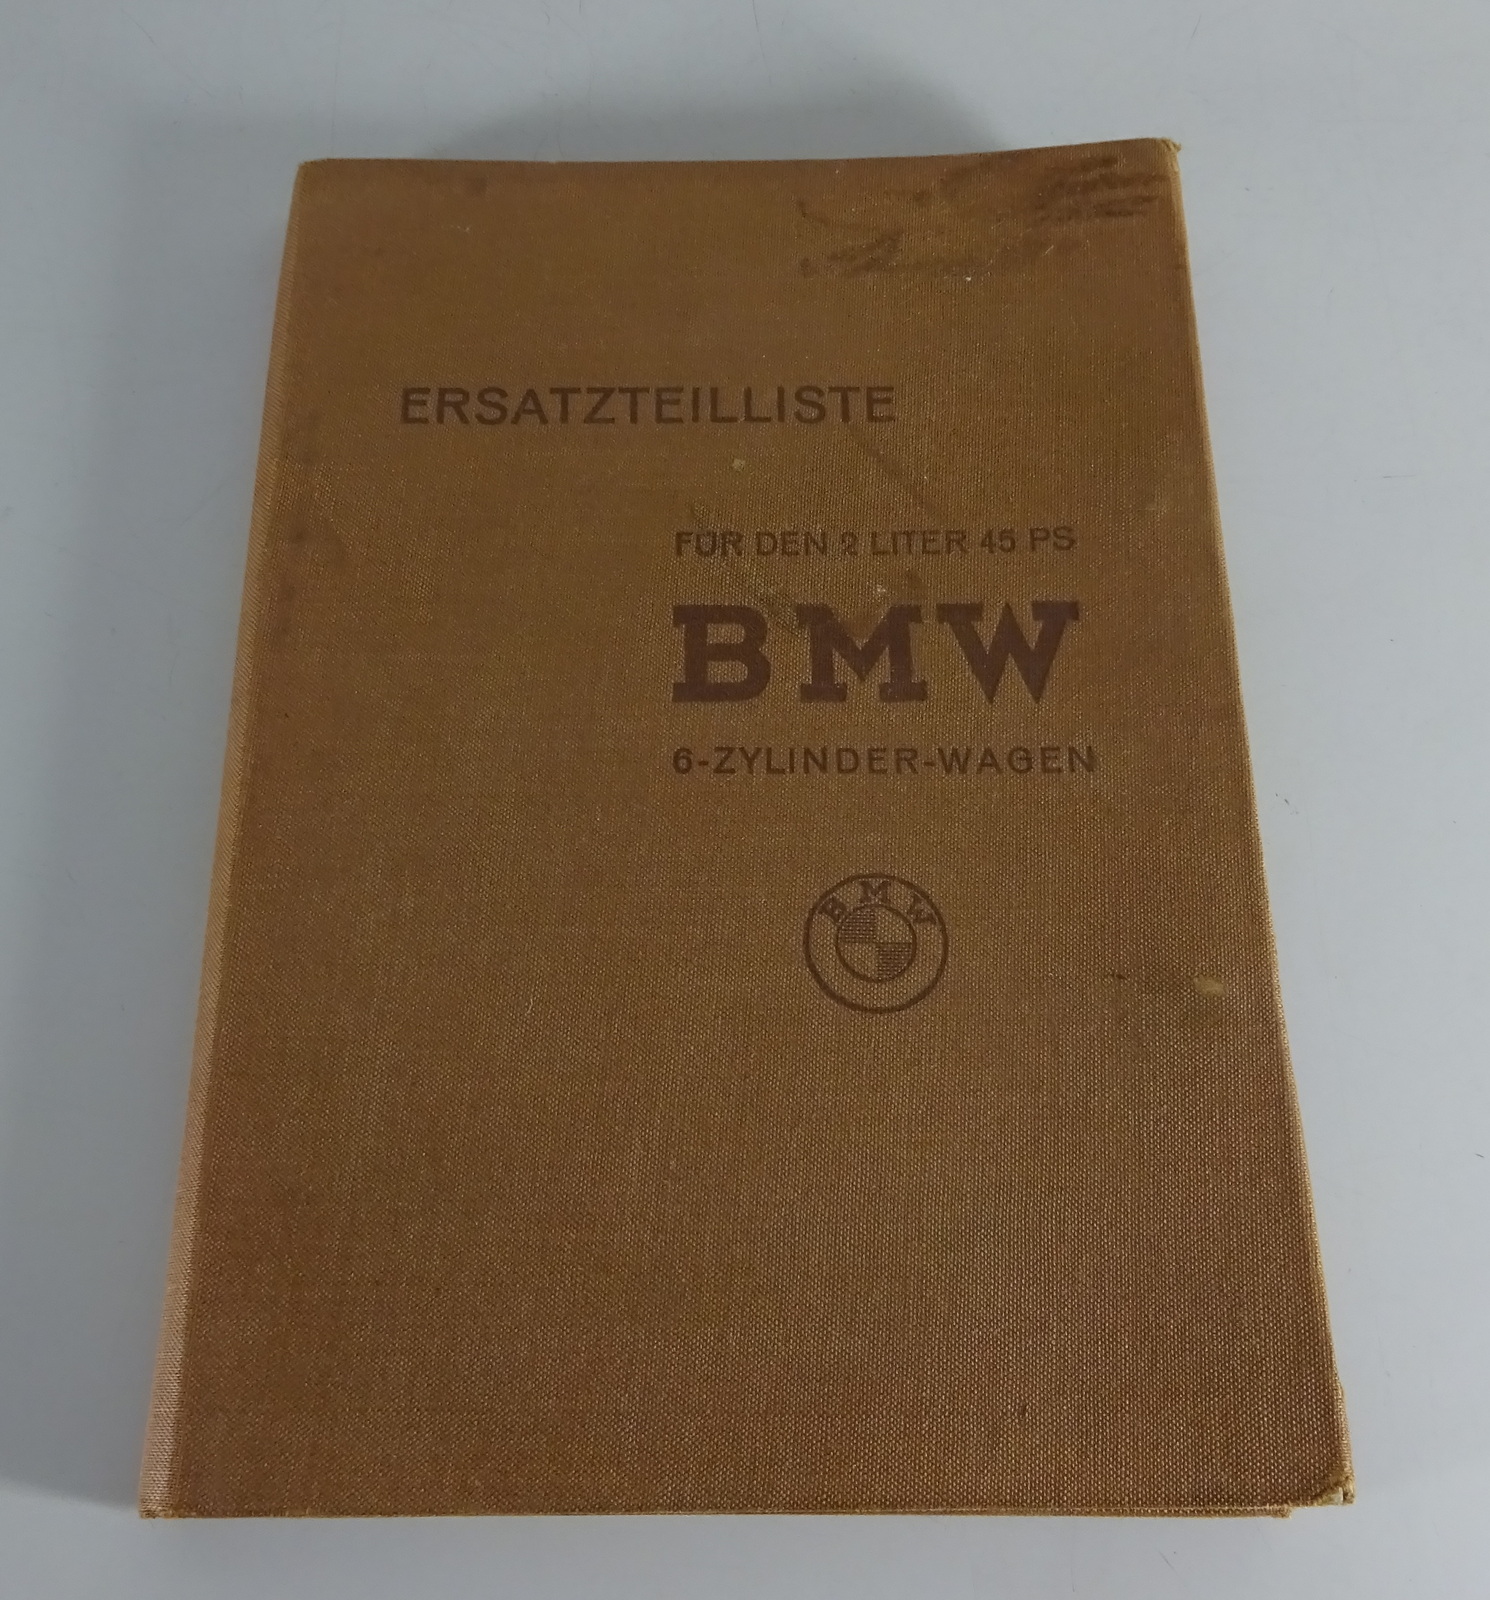 ERSATZTEILLISTE
FÜR DEN 2 LITER 45 PS
BMW
6-ZYLINDER-WAGEN
BMW